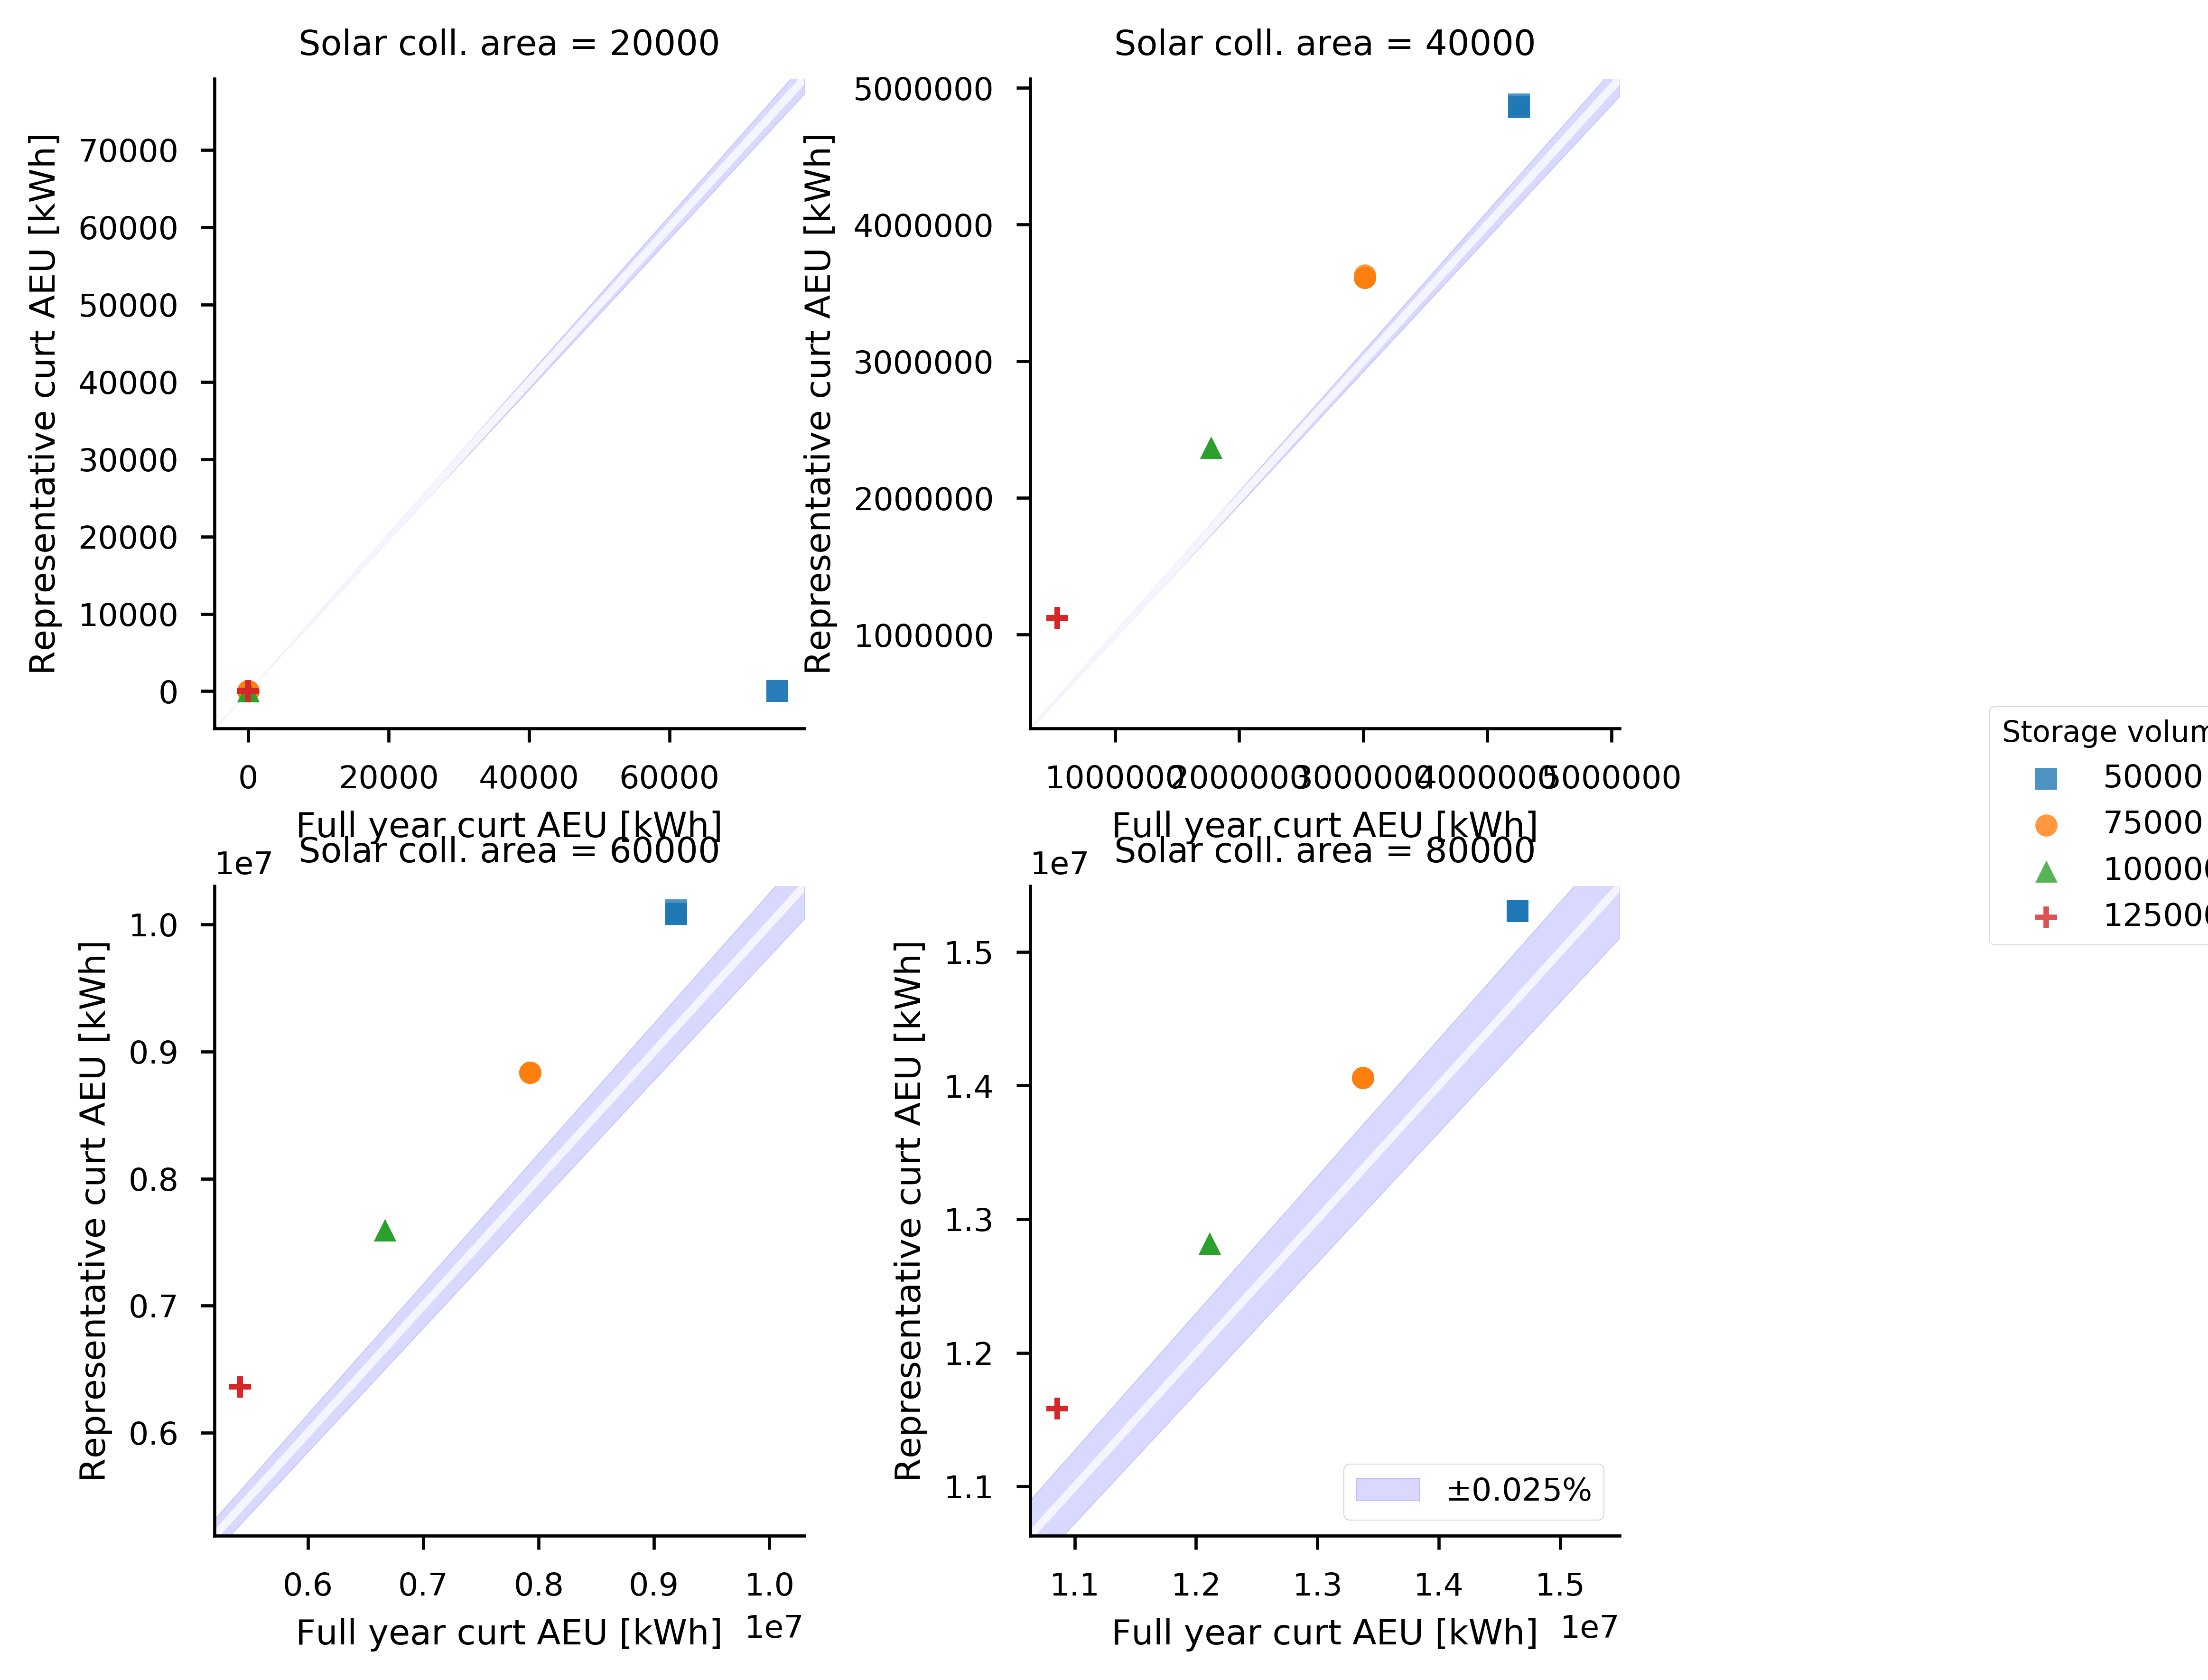 Solar coll. area = 20000
Representative curt AEU [kWh]
70000
60000
50000
40000
30000
20000
10000
0
0 20000 40000 60000
Full year curt AEU [kWh]
Solar coll. area = 40000
Representative curt AEU [kWh]
5000000
4000000
3000000
2000000
1000000
1000000 2000000 3000000 4000000 5000000
Full year curt AEU [kWh]
Solar coll. area = 60000
1e7
Representative curt AEU [kWh]
1.0
0.9
0.8
0.7
0.6
0.6 0.7 0.8 0.9 1.0
Full year curt AEU [kWh]
1e7
Solar coll. area = 80000
1e7
Representative curt AEU [kWh]
1.5
1.4
1.3
1.2
1.1
±0.025%
1.1 1.2 1.3 1.4 1.5
Full year curt AEU [kWh]
1e7
Storage
50000
75000